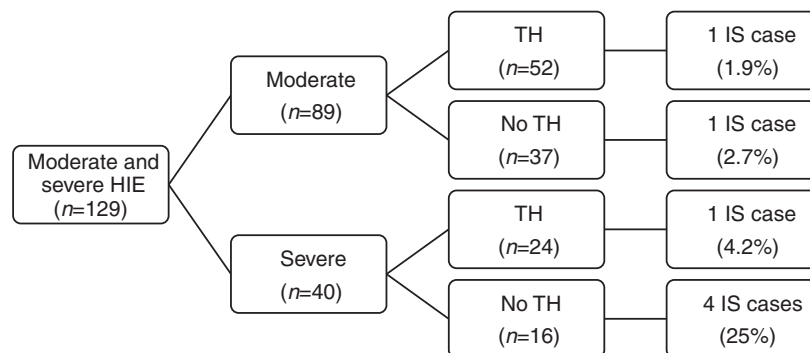 Moderate and
severe HIE
(n=129)
Moderate
(n=89)
TH
(n=52)
1 IS case
(1.9%)
No TH
(n=37)
1 IS case
(2.7%)
Severe
(n=40)
TH
(n=24)
1 IS case
(4.2%)
No TH
(n=16)
4 IS cases
(25%)